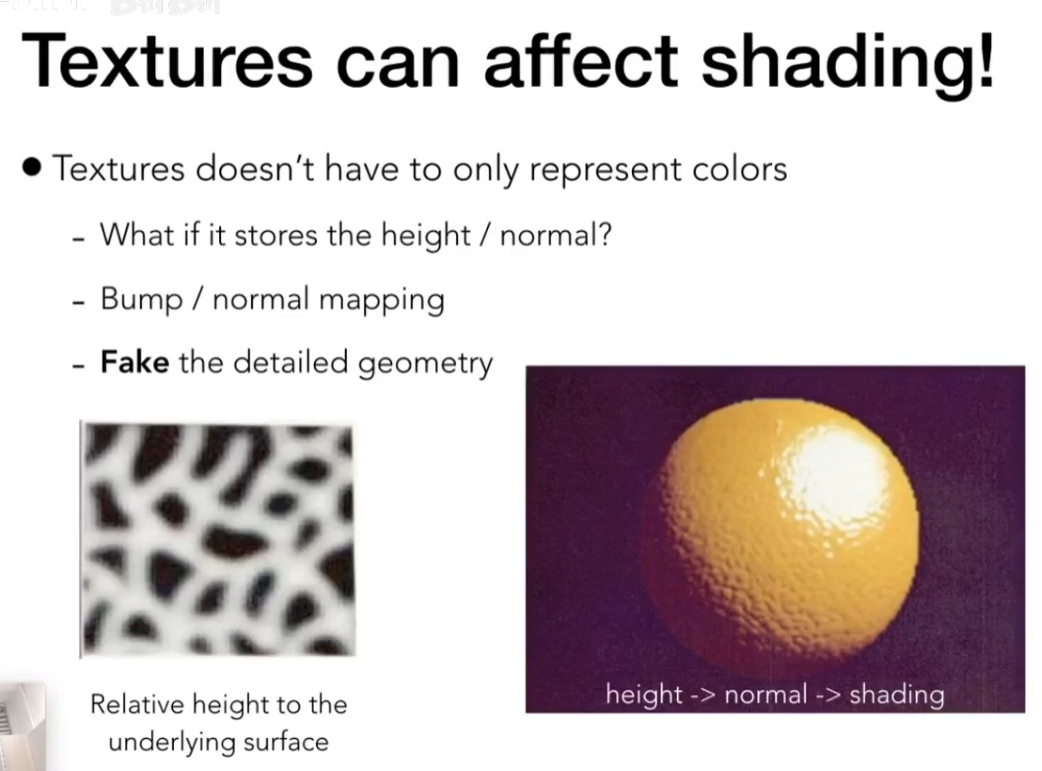 Textures can affect shading!
● Textures doesn't have to only represent colors
- What if it stores the height / normal?
- Bump / normal mapping
- Fake the detailed geometry
height -> normal -> shading
Relative height to the
underlying surface